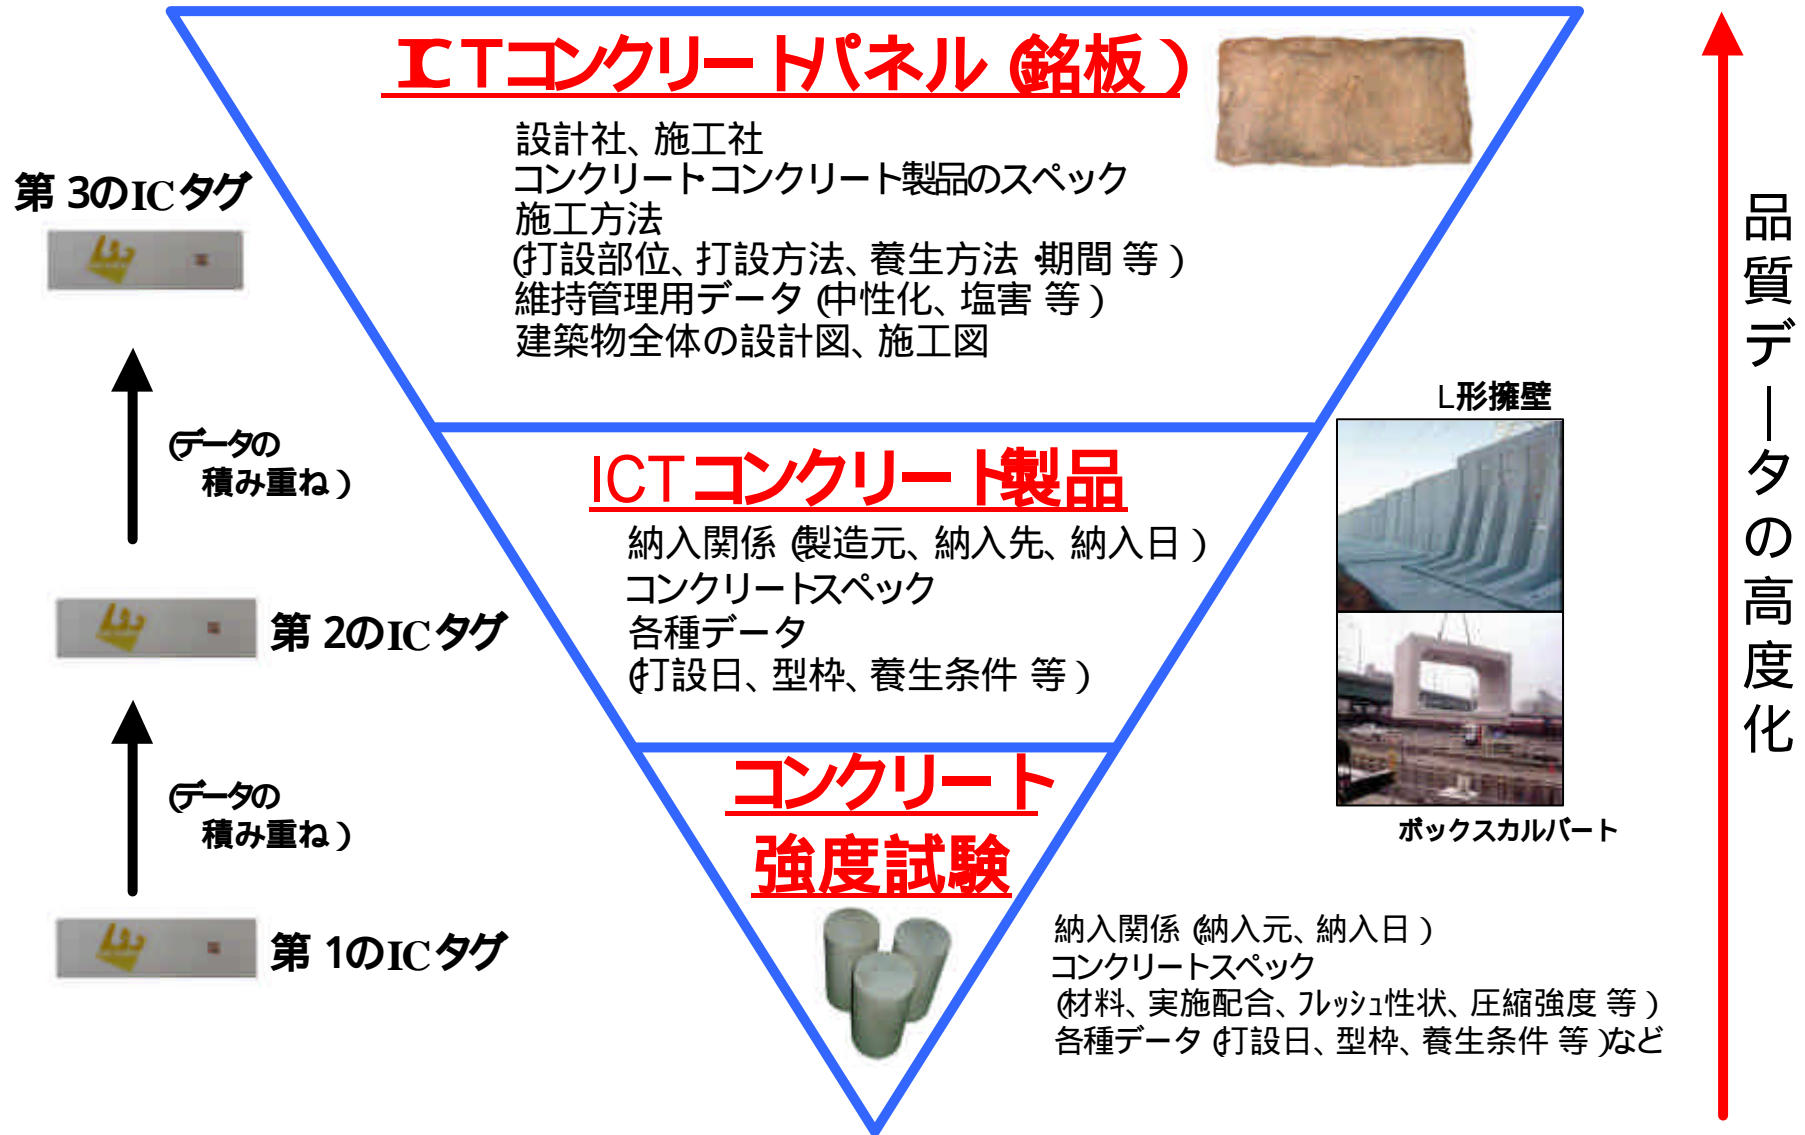 ICTコンクリートパネル(銘板)
設計社、施工社
コンクリート・コンクリート製品のスペック
施工方法
(打設部位、打設方法、養生方法・期間 等)
維持管理用データ(中性化、塩害 等)
建築物全体の設計図、施工図
第3のICタグ
(データの
積み重ね)
ICTコンクリート製品
納入関係(製造元、納入先、納入日)
コンクリートスペック
各種データ
(打設日、型枠、養生条件 等)
第2のICタグ
L形擁壁
ボックスカルバート
(データの
積み重ね)
コンクリート
強度試験
第1のICタグ
納入関係(納入元、納入日)
コンクリートスペック
(材料、実施配合、フレッシュ性状、圧縮強度 等)
各種データ(打設日、型枠、養生条件 等)など
品質データの高度化